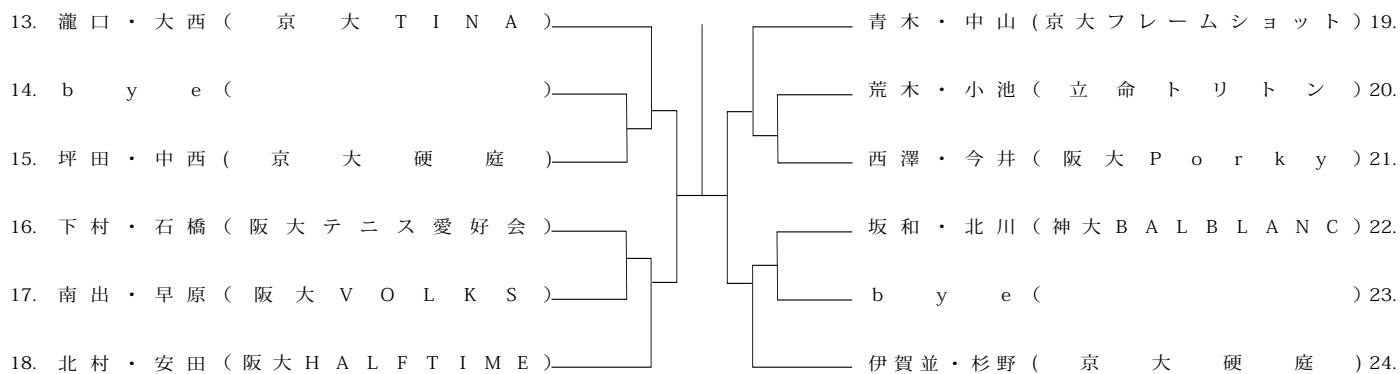 13. 瀧口・大西(京大TINA)
14. bye( )
15. 坪田・中西(京大硬庭)
16. 下村・石橋(阪大テニス愛好会)
17. 南出・早原(阪大VOLKS)
18. 北村・安田(阪大HALFTIME)
青木・中山(京大フレームショット)19.
荒木・小池(立命トリトン)20.
西澤・今井(阪大Porky)21.
坂和・北川(神大BALBLANC)22.
bye( )23.
伊賀並・杉野(京大硬庭)24.